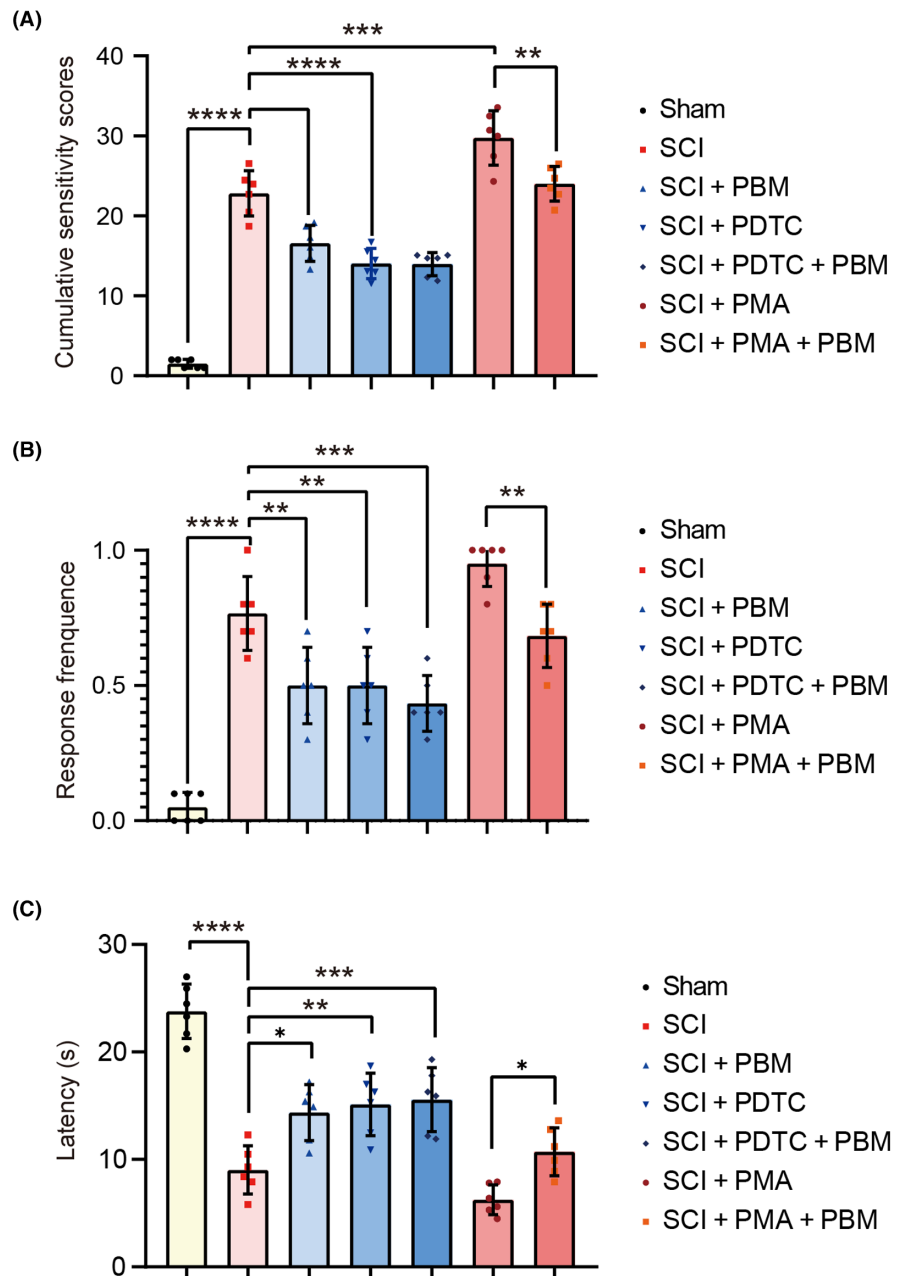 (A)
Cumulative sensitivity scores
40
30
20
10
0
****
****
***
**
Sham
SCI
SCI + PBM
SCI + PDTC
SCI + PDTC + PBM
SCI + PMA
SCI + PMA + PBM
(B)
Response frenquence
1.0
0.5
0.0
****
**
**
***
**
Sham
SCI
SCI + PBM
SCI + PDTC
SCI + PDTC + PBM
SCI + PMA
SCI + PMA + PBM
(C)
Latency (s)
30
20
10
0
****
*
**
***
*
Sham
SCI
SCI + PBM
SCI + PDTC
SCI + PDTC + PBM
SCI + PMA
SCI + PMA + PBM